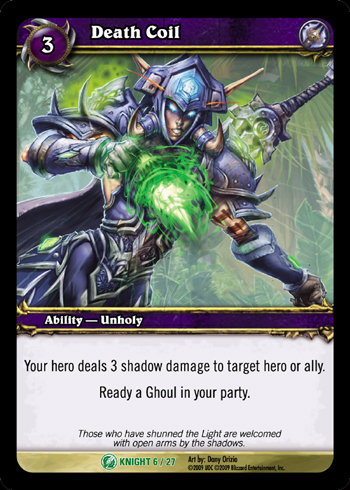 3
Death Coil
Ability — Unholy
Your hero deals 3 shadow damage to target hero or ally.
Ready a Ghoul in your party.
Those who have shunned the Light are welcomed
with open arms by the shadows.
KNIGHT 6 / 27
Art by: Dany Orizio
©2009 UDC ©2009 Blizzard Entertainment, Inc.